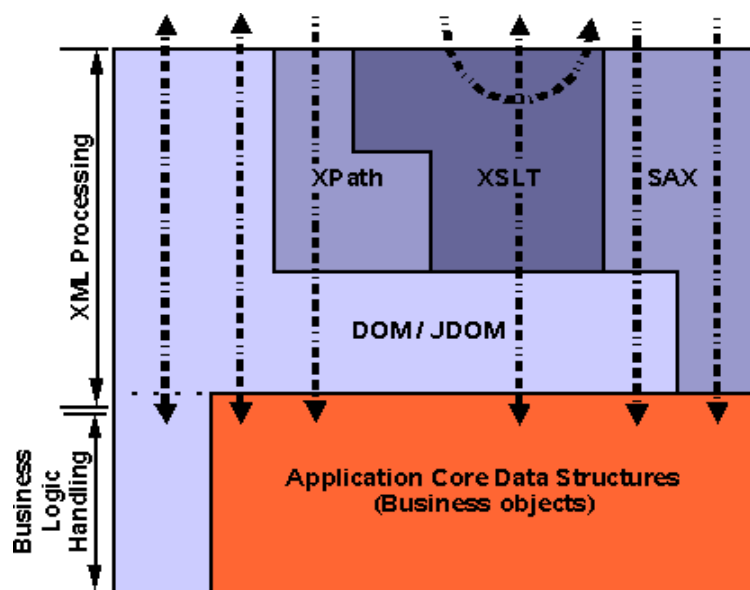 XML Processing
XPath
XSLT
SAX
DOM / JDOM
Business
Logic
Handling
Application Core Data Structures
(Business objects)